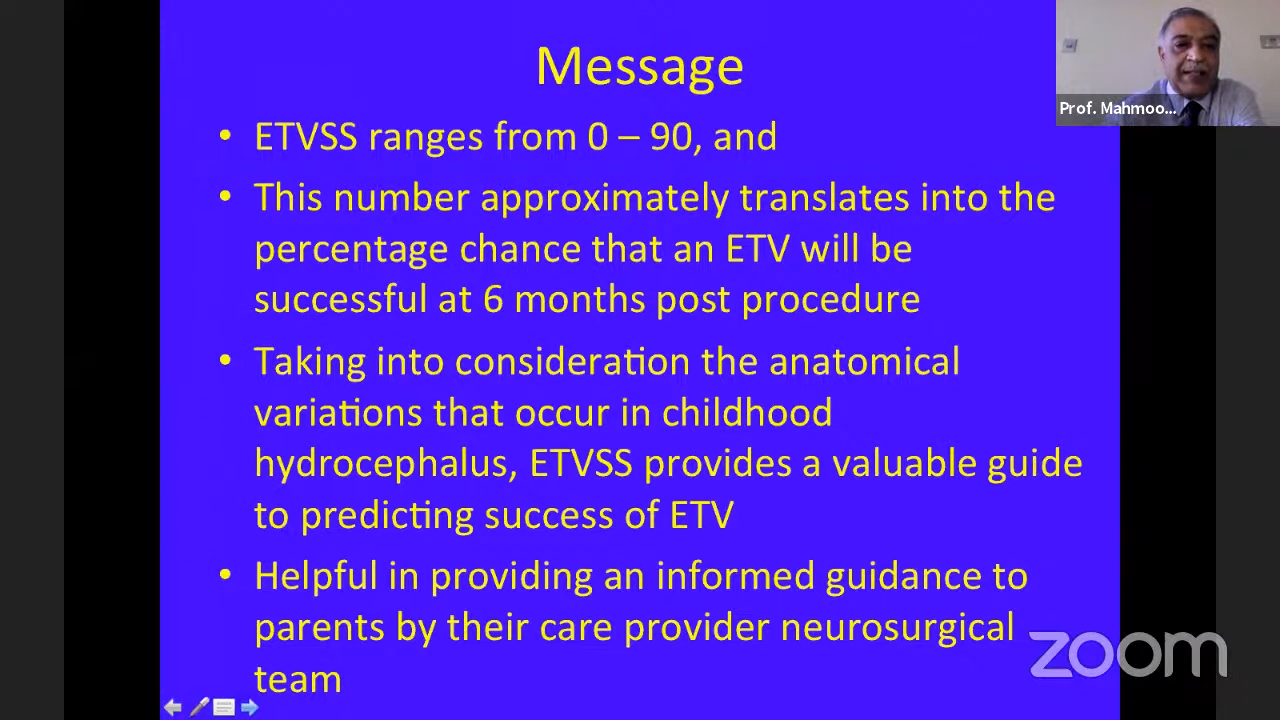 Message
• ETVSS ranges from 0 – 90, and
• This number approximately translates into the
percentage chance that an ETV will be
successful at 6 months post procedure
• Taking into consideration the anatomical
variations that occur in childhood
hydrocephalus, ETVSS provides a valuable guide
to predicting success of ETV
• Helpful in providing an informed guidance to
parents by their care provider neurosurgical
team
Prof. Mahmoo...
zoom